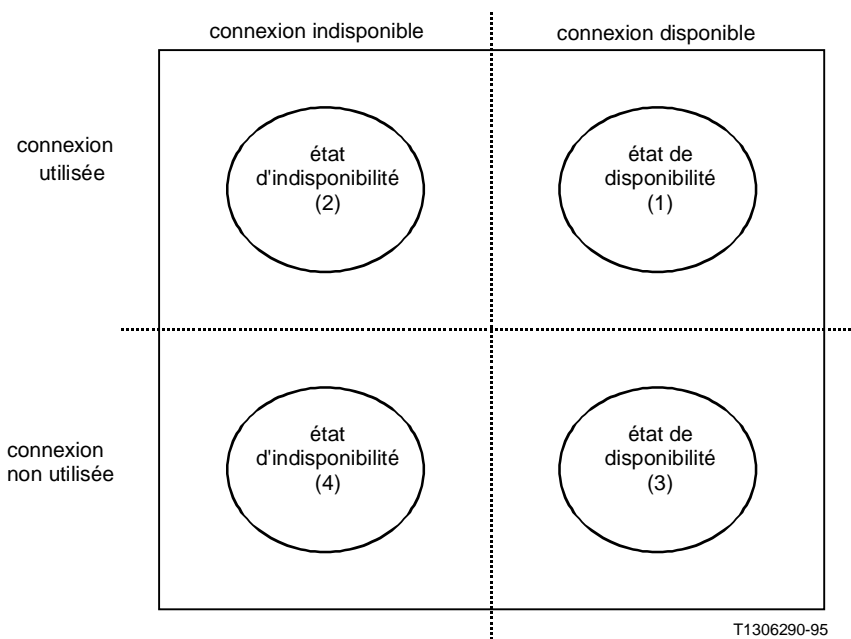 connexion indisponible
connexion disponible
connexion
utilisée
état
d'indisponibilité
(2)
état de
disponibilité
(1)
connexion
non utilisée
état
d'indisponibilité
(4)
état de
disponibilité
(3)
T1306290-95